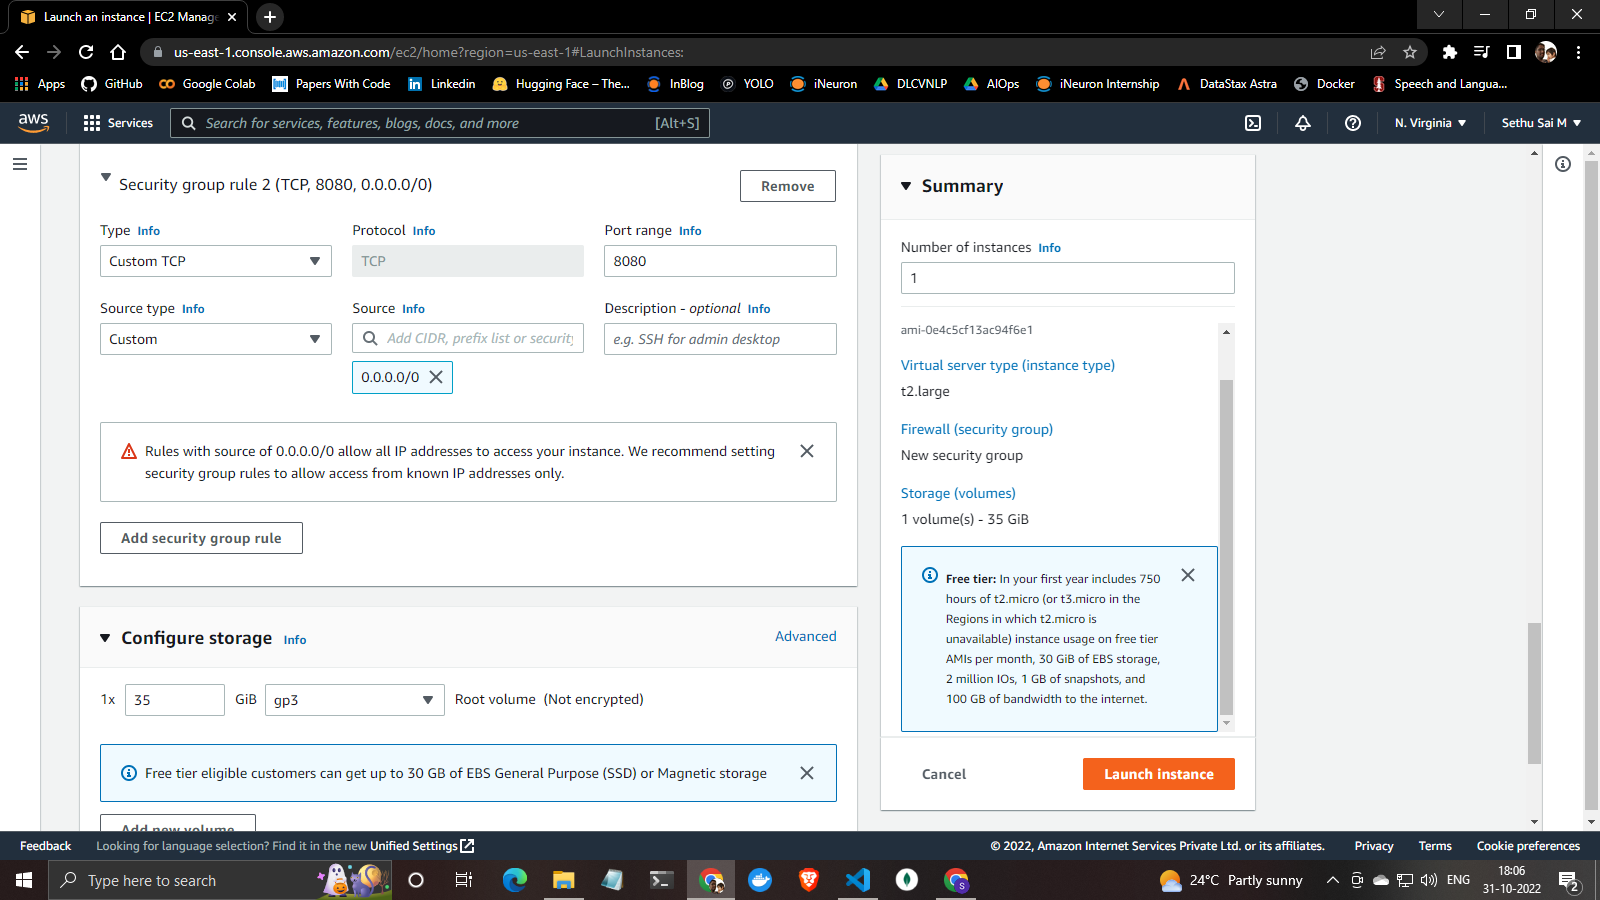 Launch an instance | EC2 Manage
us-east-1.console.aws.amazon.com/ec2/home?region=us-east-1#LaunchInstances:
Apps GitHub Google Colab Papers With Code Linkedin Hugging Face – The... InBlog YOLO iNeuron DLCVNLP AIOps iNeuron Internship DataStax Astra Docker Speech and Langua...
aws Services Search for services, features, blogs, docs, and more [Alt+S] N. Virginia Sethu Sai M
Security group rule 2 (TCP, 8080, 0.0.0.0/0)
Remove
Type Info Protocol Info Port range Info
Custom TCP TCP 8080
Source type Info Source Info Description - optional Info
Custom Add CIDR, prefix list or security e.g. SSH for admin desktop
0.0.0.0/0
Rules with source of 0.0.0.0/0 allow all IP addresses to access your instance. We recommend setting
security group rules to allow access from known IP addresses only.
Add security group rule
Configure storage Info Advanced
1x 35 GiB gp3 Root volume (Not encrypted)
Free tier eligible customers can get up to 30 GB of EBS General Purpose (SSD) or Magnetic storage
Add new volume
Summary
Number of instances Info
1
ami-0e4c5cf13ac94f6e1
Virtual server type (instance type)
t2.large
Firewall (security group)
New security group
Storage (volumes)
1 volume(s) - 35 GiB
Free tier: In your first year includes 750
hours of t2.micro (or t3.micro in the
Regions in which t2.micro is
unavailable) instance usage on free tier
AMIs per month, 30 GiB of EBS storage,
2 million IOs, 1 GB of snapshots, and
100 GB of bandwidth to the internet.
Cancel Launch instance
Feedback Looking for language selection? Find it in the new Unified Settings © 2022, Amazon Internet Services Private Ltd. or its affiliates. Privacy Terms Cookie preferences
Type here to search 24°C Partly sunny ENG 18:06
31-10-2022
2